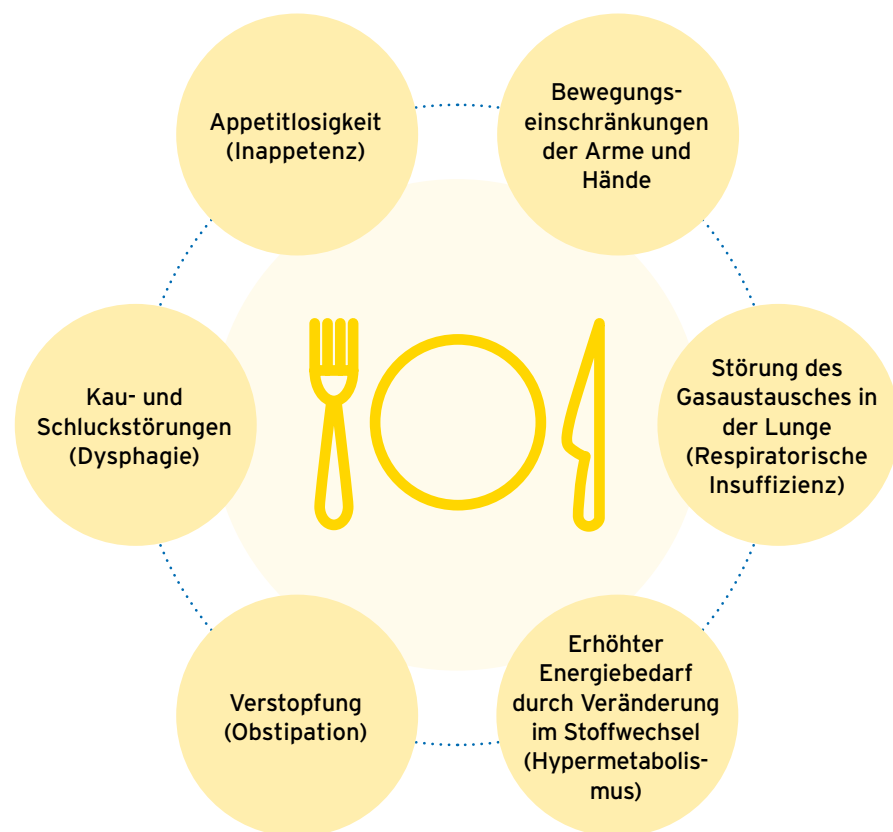 Appetitlosigkeit
(Inappetenz)
Bewegungs-
einschränkungen
der Arme und
Hände
Kau- und
Schluckstörungen
(Dysphagie)
Störung des
Gasaustausches in
der Lunge
(Respiratorische
Insuffizienz)
Verstopfung
(Obstipation)
Erhöhter
Energiebedarf
durch Veränderung
im Stoffwechsel
(Hypermetabolis-
mus)